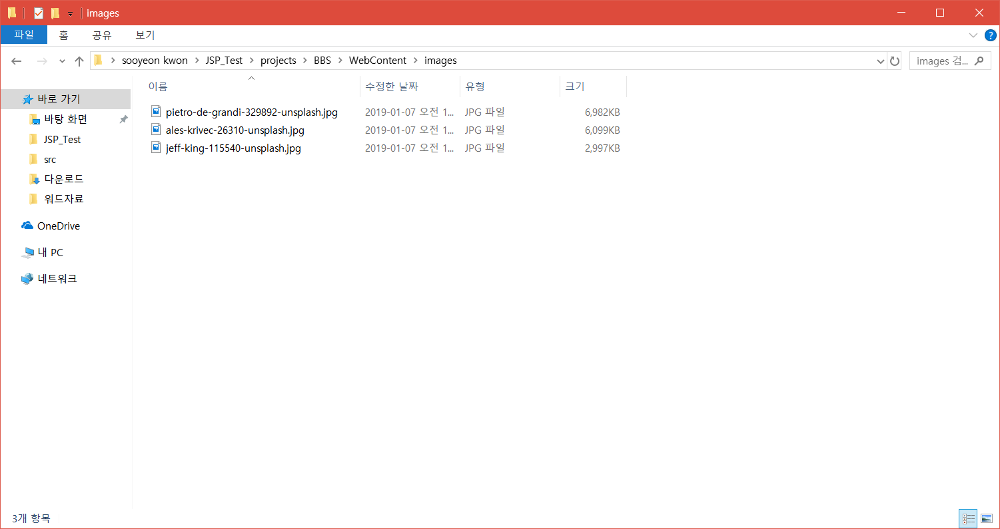 images
파일 홈 공유 보기
sooyeon kwon JSP_Test projects BBS WebContent images images 검...
이름 수정한 날짜 유형 크기
바로 가기
바탕 화면
JSP_Test
src
다운로드
워드자료
OneDrive
내 PC
네트워크
pietro-de-grandi-329892-unsplash.jpg 2019-01-07 오전 1... JPG 파일 6,982KB
ales-krivec-26310-unsplash.jpg 2019-01-07 오전 1... JPG 파일 6,099KB
jeff-king-115540-unsplash.jpg 2019-01-07 오전 1... JPG 파일 2,997KB
3개 항목